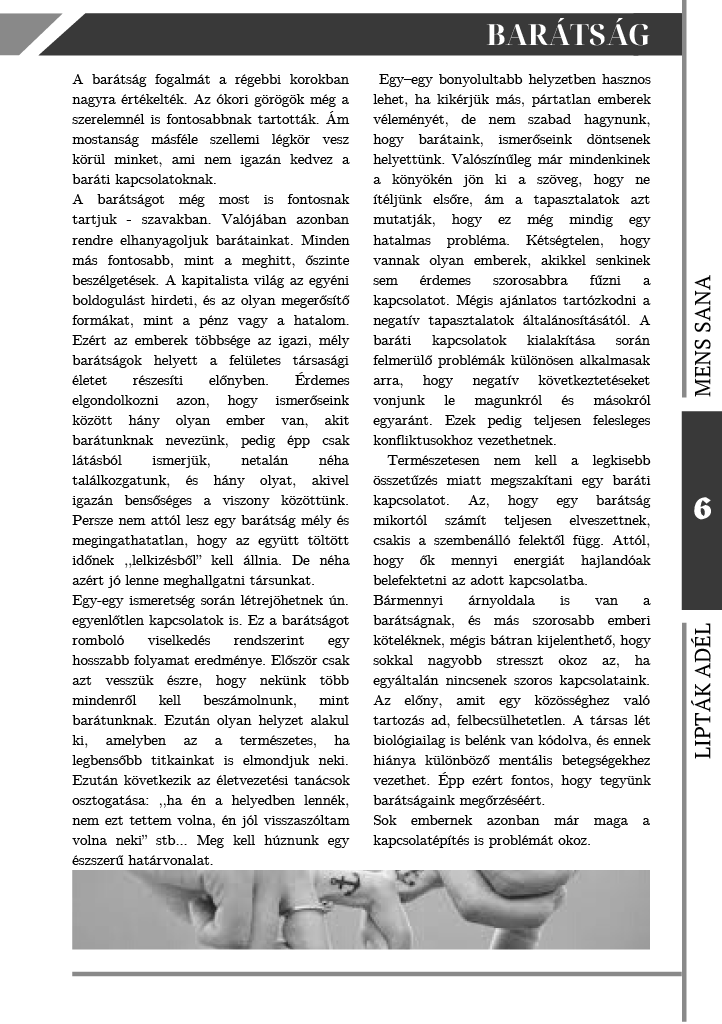 BARÁTSÁG
A barátság fogalmát a régebbi korokban
nagyra értékelték. Az ókori görögök még a
szerelemnél is fontosabbnak tartották. Ám
mostanság másféle szellemi légkör vesz
körül minket, ami nem igazán kedvez a
baráti kapcsolatoknak.
A barátságot még most is fontosnak
tartjuk - szavakban. Valójában azonban
rendre elhanyagoljuk barátainkat. Minden
más fontosabb, mint a meghitt, őszinte
beszélgetések. A kapitalista világ az egyéni
boldogulást hirdeti, és az olyan megerősítő
formákat, mint a pénz vagy a hatalom.
Ezért az emberek többsége az igazi, mély
barátságok helyett a felületes társasági
életet részesíti előnyben. Érdemes
elgondolkozni azon, hogy ismerőseink
között hány olyan ember van, akit
barátunknak nevezünk, pedig épp csak
látásból ismerjük, netalán néha
találkozgatunk, és hány olyat, akivel
igazán bensőséges a viszony közöttünk.
Persze nem attól lesz egy barátság mély és
megingathatatlan, hogy az együtt töltött
időnek ,,lelkizésből" kell állnia. De néha
azért jó lenne meghallgatni társunkat.
Egy-egy ismeretség során létrejöhetnek ún.
egyenlőtlen kapcsolatok is. Ez a barátságot
romboló viselkedés rendszerint egy
hosszabb folyamat eredménye. Először csak
azt vesszük észre, hogy nekünk több
mindenről kell beszámolnunk, mint
barátunknak. Ezután olyan helyzet alakul
ki, amelyben az a természetes, ha
legbensőbb titkainkat is elmondjuk neki.
Ezután következik az életvezetési tanácsok
osztogatása: ,,ha én a helyedben lennék,
nem ezt tettem volna, én jól visszaszóltam
volna neki" stb... Meg kell húznunk egy
észszerű határvonalat.
Egy–egy bonyolultabb helyzetben hasznos
lehet, ha kikérjük más, pártatlan emberek
véleményét, de nem szabad hagynunk,
hogy barátaink, ismerőseink döntsenek
helyettünk. Valószínűleg már mindenkinek
a könyökén jön ki a szöveg, hogy ne
ítéljünk elsőre, ám a tapasztalatok azt
mutatják, hogy ez még mindig egy
hatalmas probléma. Kétségtelen, hogy
vannak olyan emberek, akikkel senkinek
sem érdemes szorosabbra fűzni a
kapcsolatot. Mégis ajánlatos tartózkodni a
negatív tapasztalatok általánosításától. A
baráti kapcsolatok kialakítása során
felmerülő problémák különösen alkalmasak
arra, hogy negatív következtetéseket
vonjunk le magunkról és másokról
egyaránt. Ezek pedig teljesen felesleges
konfliktusokhoz vezethetnek.
Természetesen nem kell a legkisebb
összetűzés miatt megszakítani egy baráti
kapcsolatot. Az, hogy egy barátság
mikortól számít teljesen elveszettnek,
csakis a szembenálló felektől függ. Attól,
hogy ők mennyi energiát hajlandóak
belefektetni az adott kapcsolatba.
Bármennyi árnyoldala is van a
barátságnak, és más szorosabb emberi
köteléknek, mégis bátran kijelenthető, hogy
sokkal nagyobb stresszt okoz az, ha
egyáltalán nincsenek szoros kapcsolataink.
Az előny, amit egy közösséghez való
tartozás ad, felbecsülhetetlen. A társas lét
biológiailag is belénk van kódolva, és ennek
hiánya különböző mentális betegségekhez
vezethet. Épp ezért fontos, hogy tegyünk
barátságaink megőrzéséért.
Sok embernek azonban már maga a
kapcsolatépítés is problémát okoz.
MENS SANA
6
LIPTÁK ADÉL